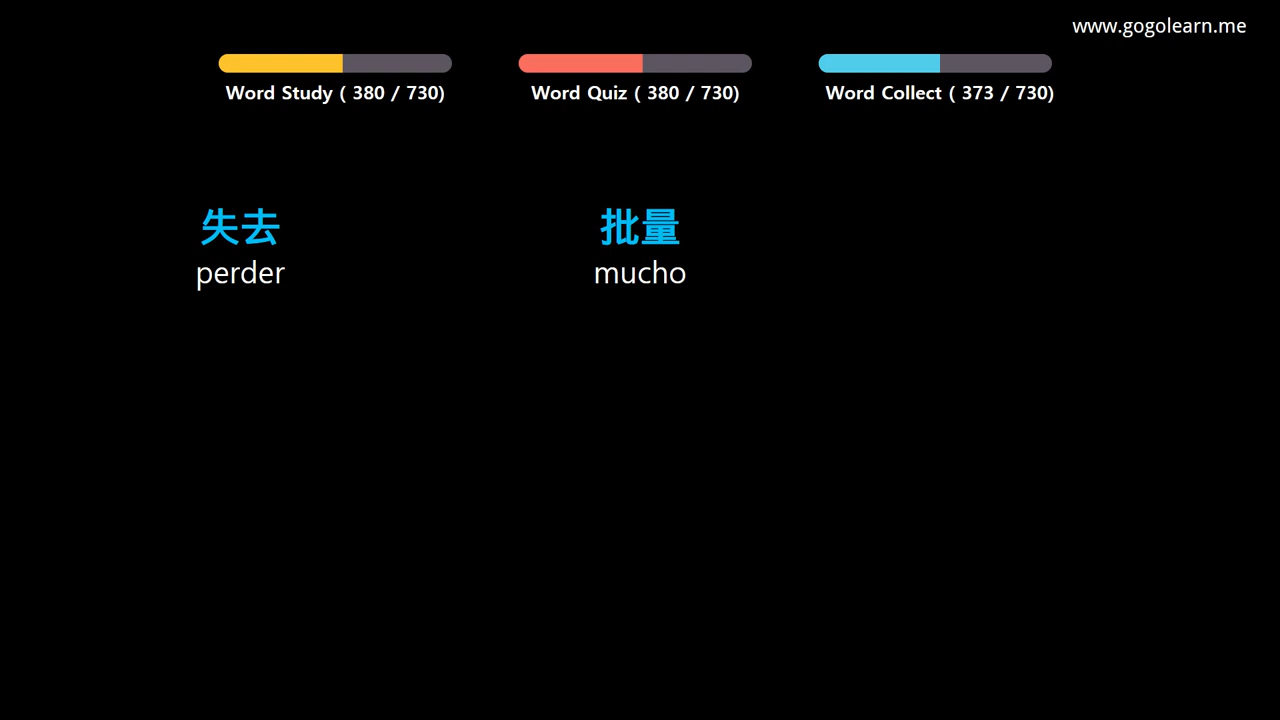 www.gogolearn.me
Word Study ( 380 / 730)
Word Quiz ( 380 / 730)
Word Collect ( 373 / 730)
失去
perder
批量
mucho